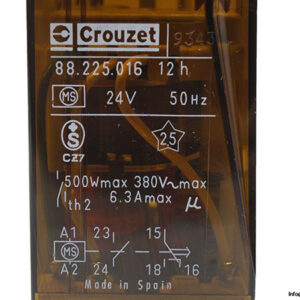 Crouzet 9343
88.225.016 12h
MS 24V 50Hz
S 25
CZ7
500Wmax 380V~max
Ith2 6.3Amax µ
A1 23 15
A2 24 18 16
Made in Spain